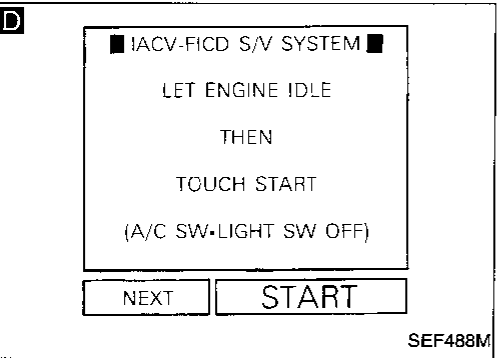 D
■ IACV-FICD S/V SYSTEM ■
LET ENGINE IDLE
THEN
TOUCH START
(A/C SW•LIGHT SW OFF)
NEXT START
SEF488M